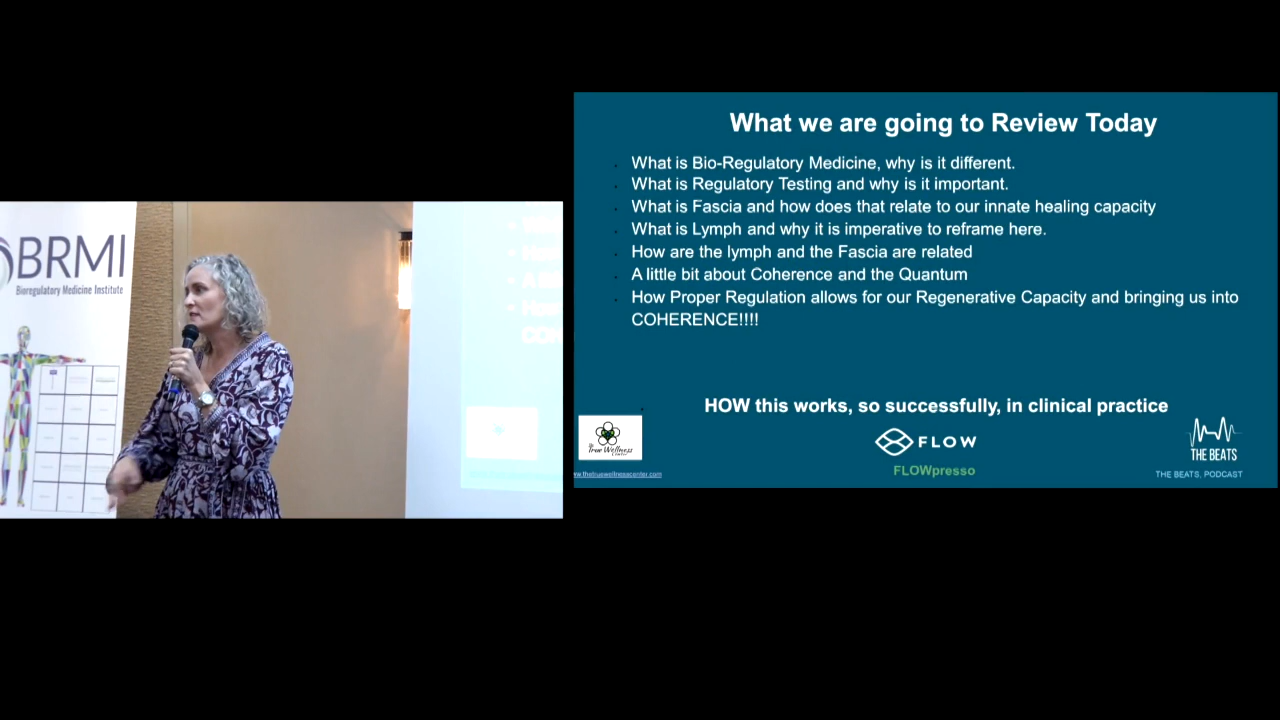 BRMI
Bioregulatory Medicine Institute
What we are going to Review Today
What is Bio-Regulatory Medicine, why is it different.
What is Regulatory Testing and why is it important.
What is Fascia and how does that relate to our innate healing capacity
What is Lymph and why it is imperative to reframe here.
How are the lymph and the Fascia are related
A little bit about Coherence and the Quantum
How Proper Regulation allows for our Regenerative Capacity and bringing us into
COHERENCE!!!!
HOW this works, so successfully, in clinical practice
True Wellness
Center
w.thetruewellnesscenter.com
FLOW
FLOWpresso
THE BEATS
THE BEATS, PODCAST